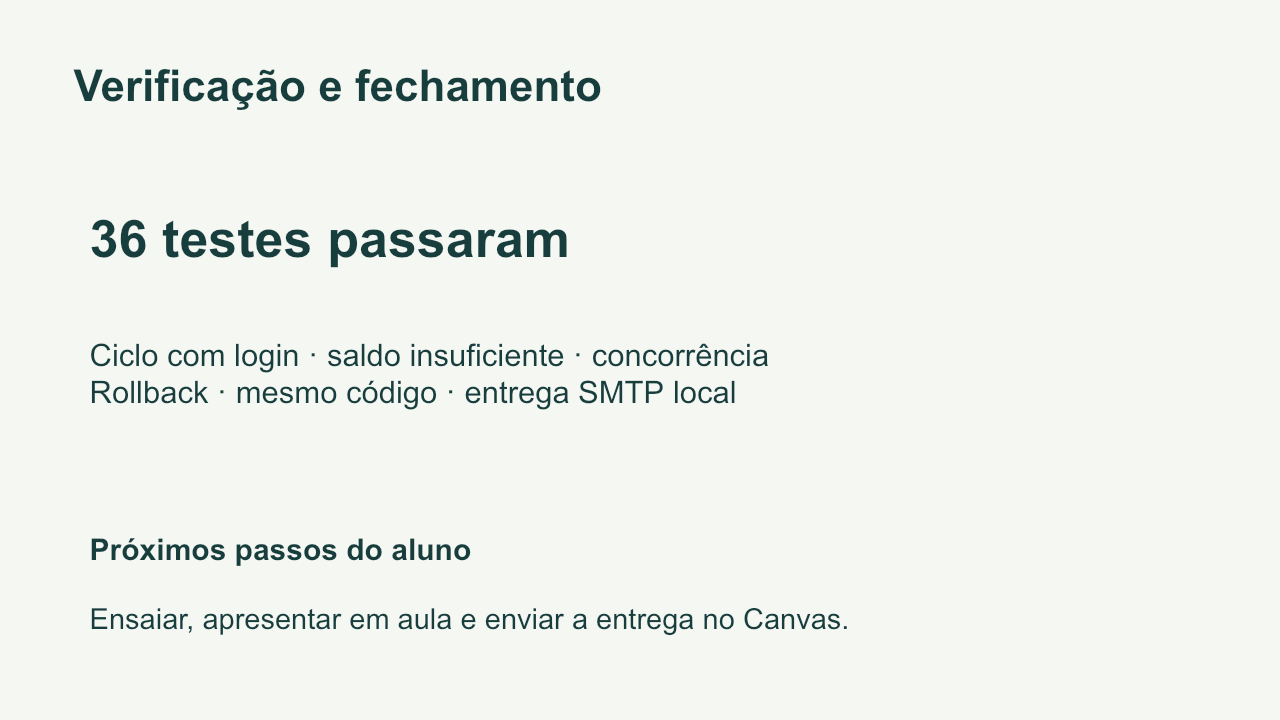 Verificação e fechamento
36 testes passaram
Ciclo com login · saldo insuficiente · concorrência
Rollback · mesmo código · entrega SMTP local
Próximos passos do aluno
Ensaiar, apresentar em aula e enviar a entrega no Canvas.